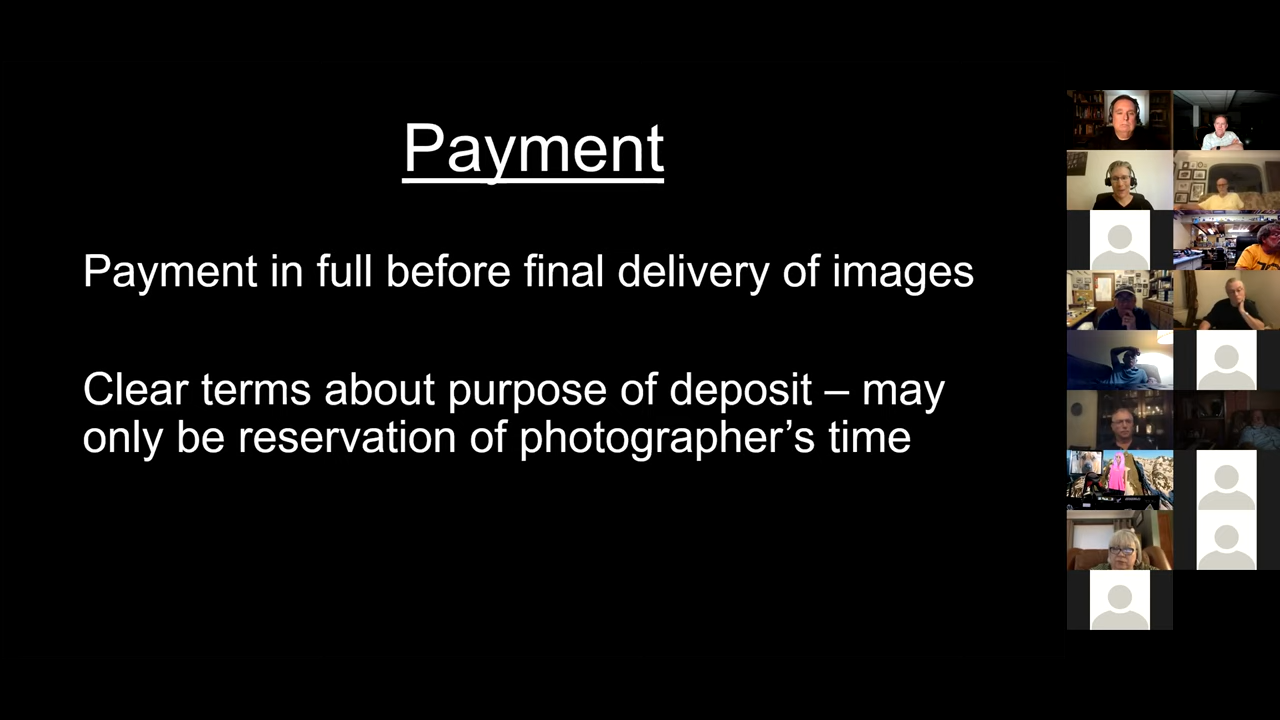 Payment
Payment in full before final delivery of images
Clear terms about purpose of deposit – may
only be reservation of photographer’s time